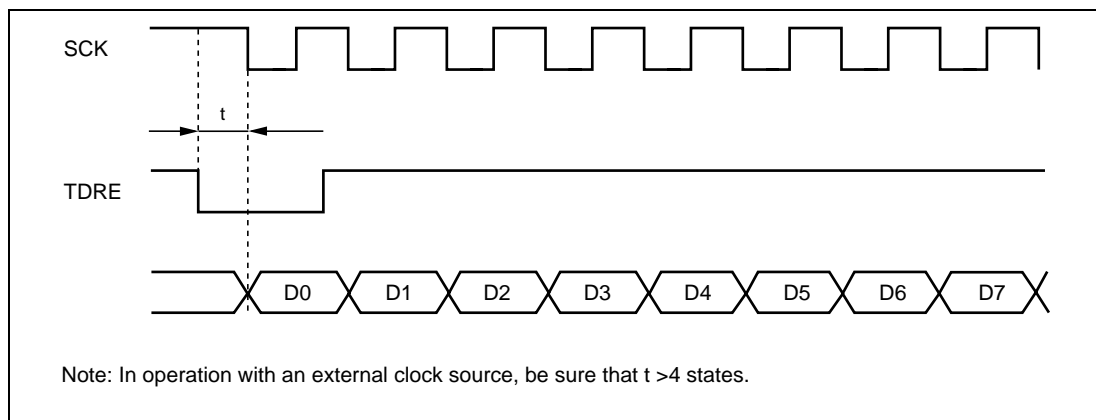 SCK
t
TDRE
D0 D1 D2 D3 D4 D5 D6 D7
Note: In operation with an external clock source, be sure that t >4 states.